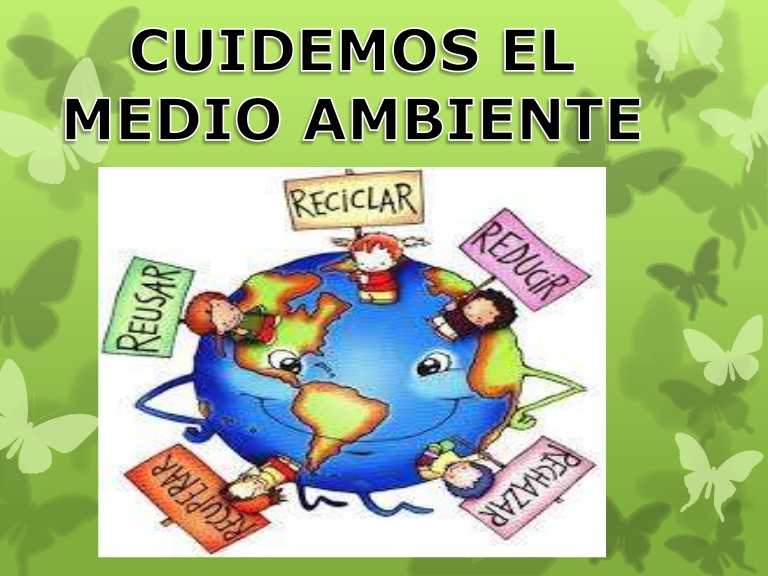 CUIDEMOS EL
MEDIO AMBIENTE
RECICLAR
REDUCIR
REUSAR
RECUPERAR
RECHAZAR